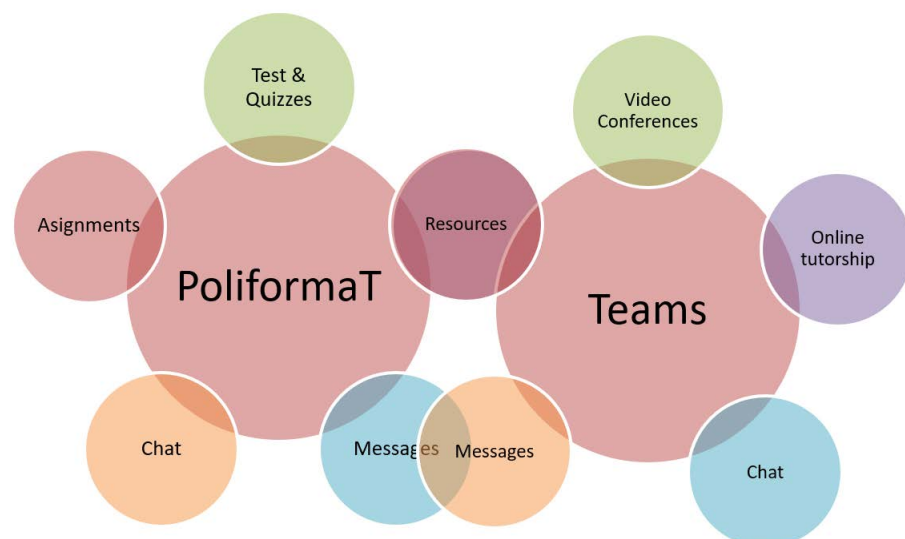 Test &
Quizzes
Video
Conferences
Asignments
Resources
Online
tutorship
PoliformaT
Teams
Chat
Messages
Messages
Chat